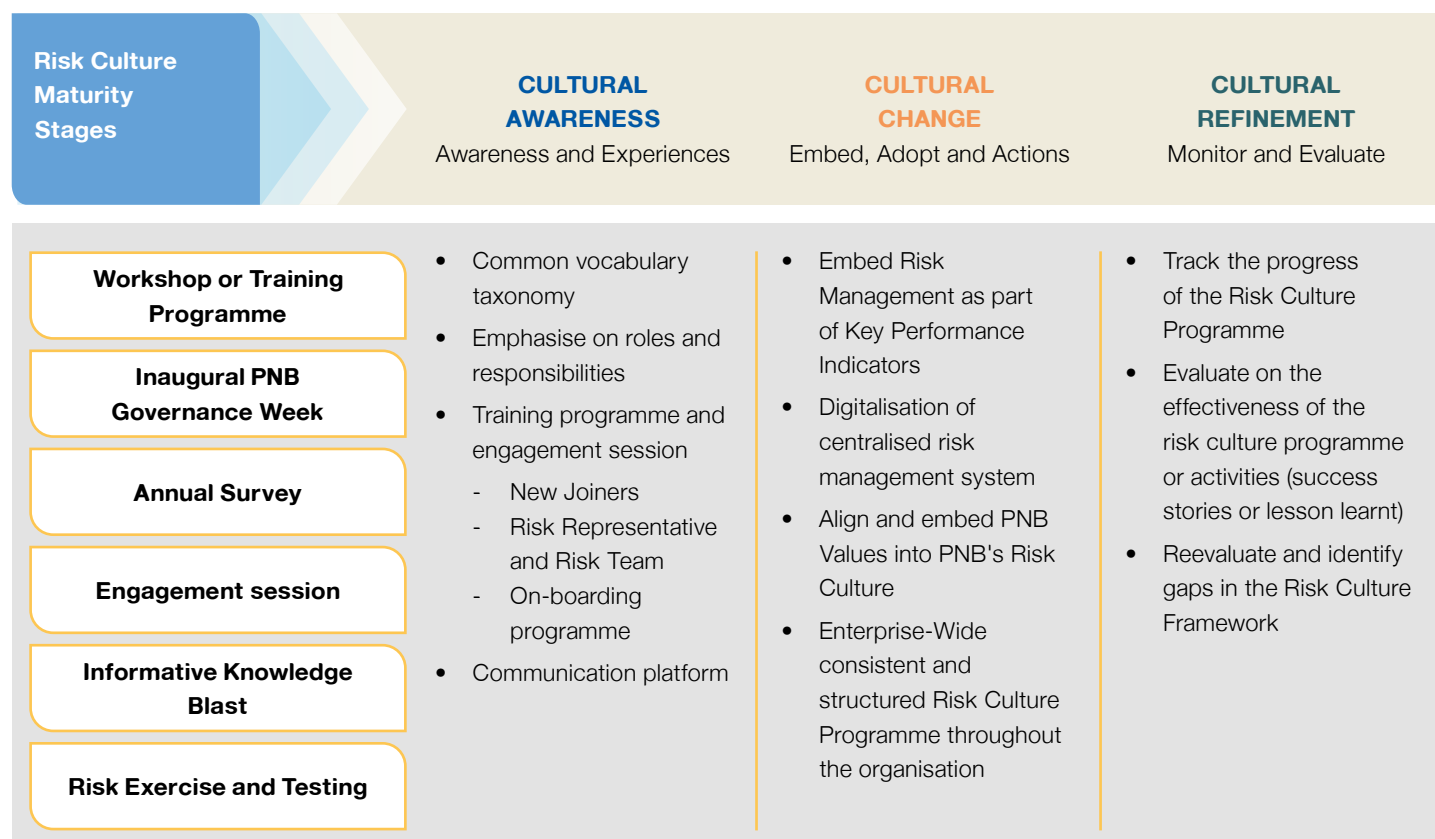 Risk Culture
Maturity
Stages
CULTURAL
AWARENESS
Awareness and Experiences
CULTURAL
CHANGE
Embed, Adopt and Actions
CULTURAL
REFINEMENT
Monitor and Evaluate
Workshop or Training
Programme
Inaugural PNB
Governance Week
Annual Survey
Engagement session
Informative Knowledge
Blast
Risk Exercise and Testing
• Common vocabulary
taxonomy
• Emphasise on roles and
responsibilities
• Training programme and
engagement session
- New Joiners
- Risk Representative
and Risk Team
- On-boarding
programme
• Communication platform
• Embed Risk
Management as part
of Key Performance
Indicators
• Digitalisation of
centralised risk
management system
• Align and embed PNB
Values into PNB's Risk
Culture
• Enterprise-Wide
consistent and
structured Risk Culture
Programme throughout
the organisation
• Track the progress
of the Risk Culture
Programme
• Evaluate on the
effectiveness of the
risk culture programme
or activities (success
stories or lesson learnt)
• Reevaluate and identify
gaps in the Risk Culture
Framework